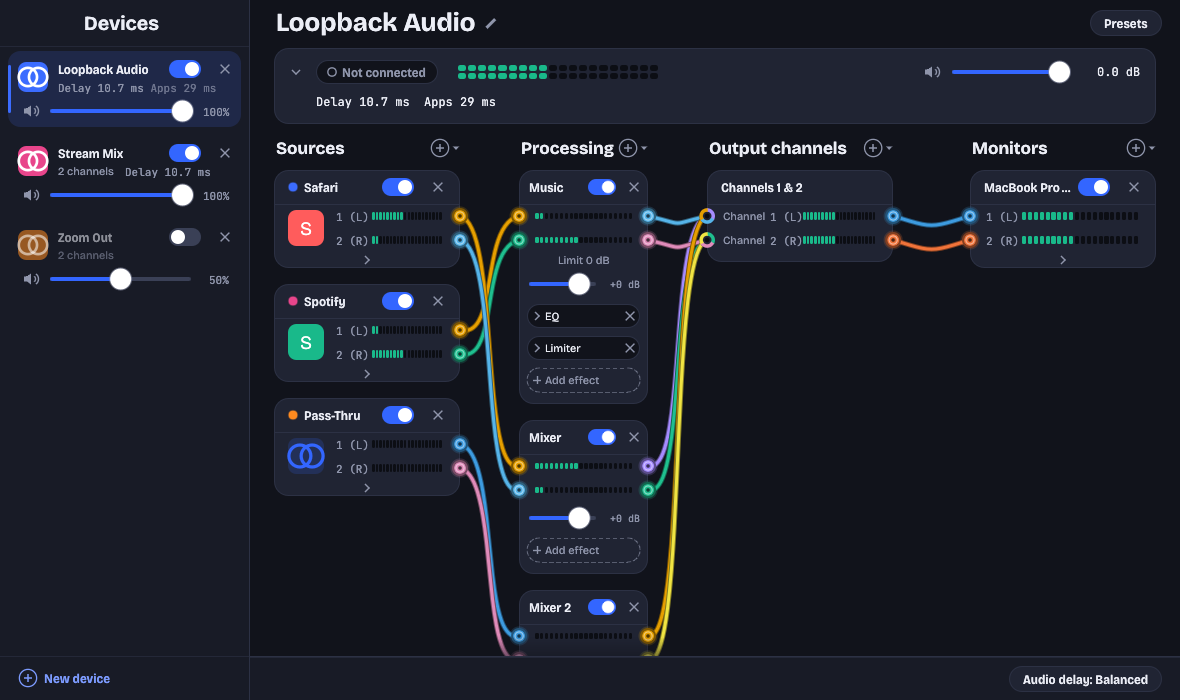 Devices
Loopback Audio
Delay 10.7 ms Apps 29 ms
100%
Stream Mix
2 channels Delay 10.7 ms
100%
Zoom Out
2 channels
50%
New device
Loopback Audio
Presets
Not connected
0.0 dB
Delay 10.7 ms Apps 29 ms
Sources
Safari
S
1 (L)
2 (R)
Spotify
S
1 (L)
2 (R)
Pass-Thru
1 (L)
2 (R)
Processing
Music
Limit 0 dB
+0 dB
EQ
Limiter
+ Add effect
Mixer
+0 dB
+ Add effect
Mixer 2
Output channels
Channels 1 & 2
Channel 1 (L)
Channel 2 (R)
Monitors
MacBook Pro...
1 (L)
2 (R)
Audio delay: Balanced